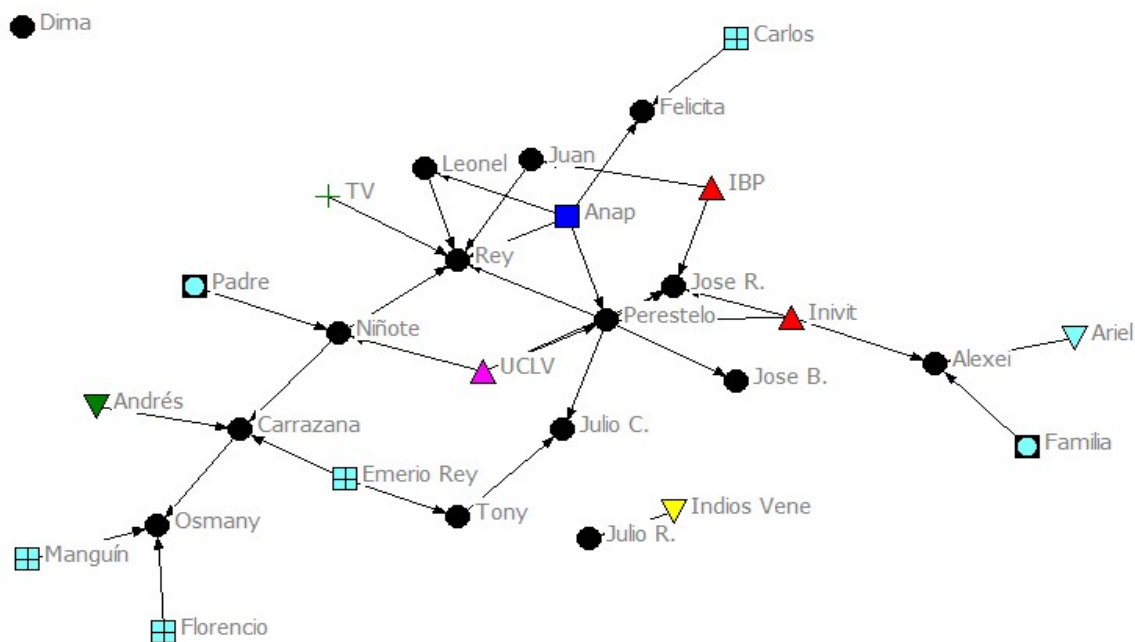 Dima
Carlos
Felicita
Juan
Leonel
IBP
TV
Anap
Rey
Padre
Jose R.
Perestelo
Inivit
Niñote
Ariel
Alexei
UCLV
Jose B.
Andrés
Carrazana
Julio C.
Familia
Emerio Rey
Indios Vene
Tony
Osmany
Julio R.
Manguín
Florencio